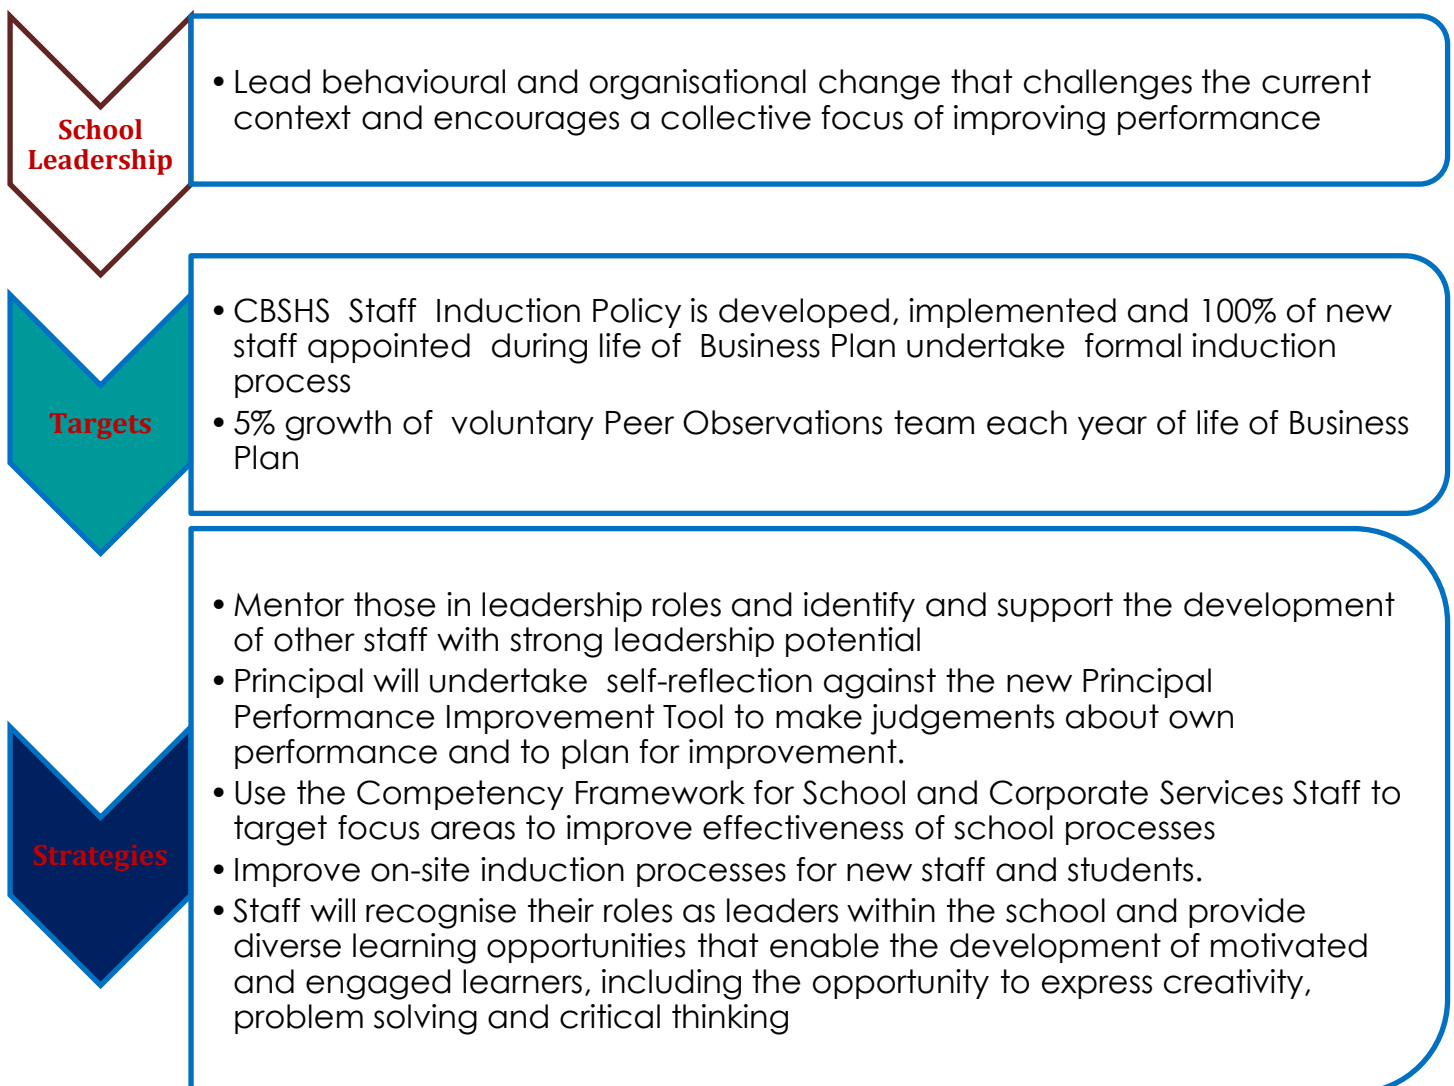 School
Leadership
• Lead behavioural and organisational change that challenges the current
context and encourages a collective focus of improving performance
Targets
• CBSHS  Staff  Induction Policy is developed, implemented and 100% of new
staff appointed  during life of  Business Plan undertake  formal induction
process
• 5% growth of  voluntary Peer Observations team each year of life of Business
Plan
Strategies
• Mentor those in leadership roles and identify and support the development
of other staff with strong leadership potential
• Principal will undertake  self-reflection against the new Principal
Performance Improvement Tool to make judgements about own
performance and to plan for improvement.
• Use the Competency Framework for School and Corporate Services Staff to
target focus areas to improve effectiveness of school processes
• Improve on-site induction processes for new staff and students.
• Staff will recognise their roles as leaders within the school and provide
diverse learning opportunities that enable the development of motivated
and engaged learners, including the opportunity to express creativity,
problem solving and critical thinking